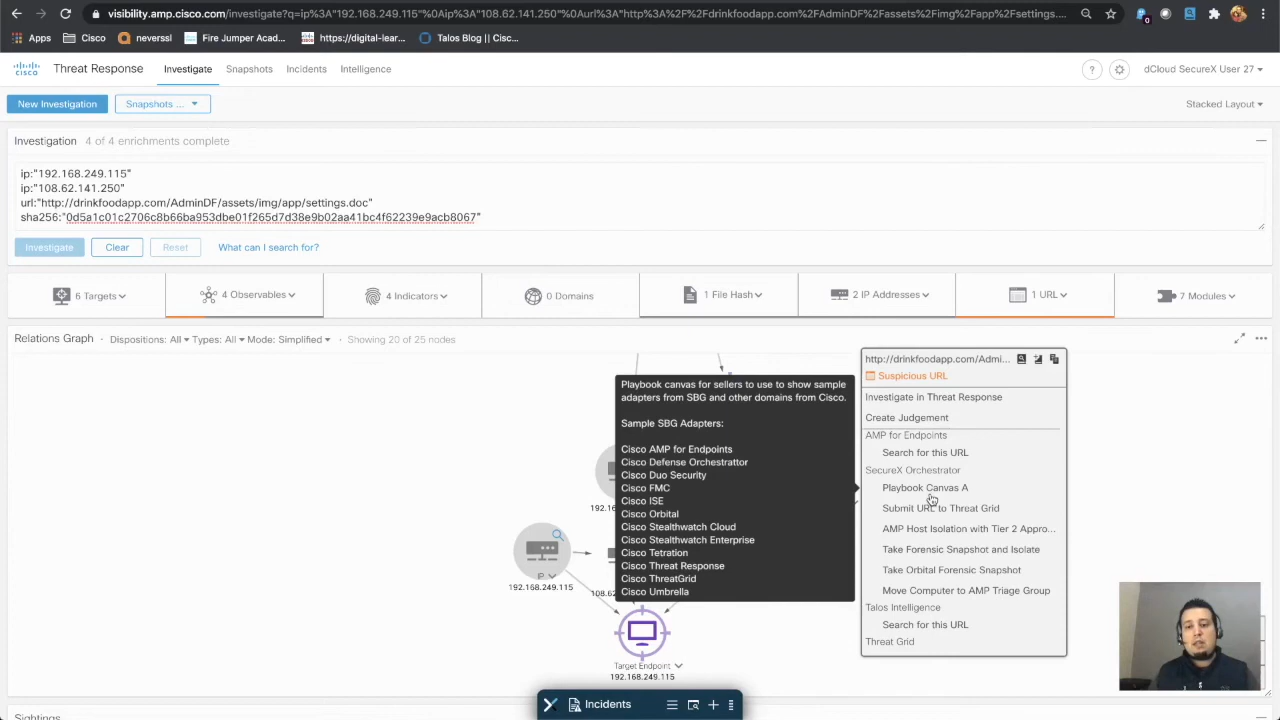 visibility.amp.cisco.com/investigate?q=ip%3A"192.168.249.115"%0Aip%3A"108.62.141.250"%0Aurl%3A"http%3A%2F%2Fdrinkfoodapp.com%2FAdminDF%2Fassets%2Fimg%2Fapp%2Fsettings....
Apps
Cisco
neverssl
Fire Jumper Acad...
https://digital-lear...
Talos Blog || Cisc...
cisco
Threat Response
Investigate
Snapshots
Incidents
Intelligence
dCloud SecureX User 27
New Investigation
Snapshots ...
Stacked Layout
Investigation 4 of 4 enrichments complete
ip:"192.168.249.115"
ip:"108.62.141.250"
url:"http://drinkfoodapp.com/AdminDF/assets/img/app/settings.doc"
sha256:"0d5a1c01c2706c8b66ba953dbe01f265d7d38e9b02aa41bc4f62239e9acb8067"
Investigate
Clear
Reset
What can I search for?
6 Targets
4 Observables
4 Indicators
0 Domains
1 File Hash
2 IP Addresses
1 URL
7 Modules
Relations Graph · Dispositions: All Types: All Mode: Simplified · Showing 20 of 25 nodes
Playbook canvas for sellers to use to show sample
adapters from SBG and other domains from Cisco.
Sample SBG Adapters:
Cisco AMP for Endpoints
Cisco Defense Orchestrattor
Cisco Duo Security
Cisco FMC
Cisco ISE
Cisco Orbital
Cisco Stealthwatch Cloud
Cisco Stealthwatch Enterprise
Cisco Tetration
Cisco Threat Response
Cisco ThreatGrid
Cisco Umbrella
http://drinkfoodapp.com/Admi...
Suspicious URL
Investigate in Threat Response
Create Judgement
AMP for Endpoints
Search for this URL
SecureX Orchestrator
Playbook Canvas A
Submit URL to Threat Grid
AMP Host Isolation with Tier 2 Appro...
Take Forensic Snapshot and Isolate
Take Orbital Forensic Snapshot
Move Computer to AMP Triage Group
Talos Intelligence
Search for this URL
Threat Grid
192.16
IP
192.168.249.115
108.62
Target Endpoint
192.168.249.115
Incidents
Sightings